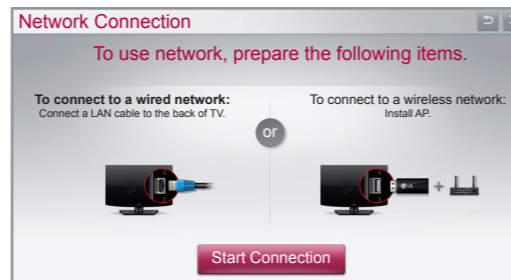 Network Connection
To use network, prepare the following items.
To connect to a wired network:
Connect a LAN cable to the back of TV.
or
To connect to a wireless network:
Install AP.
LG
+
Start Connection